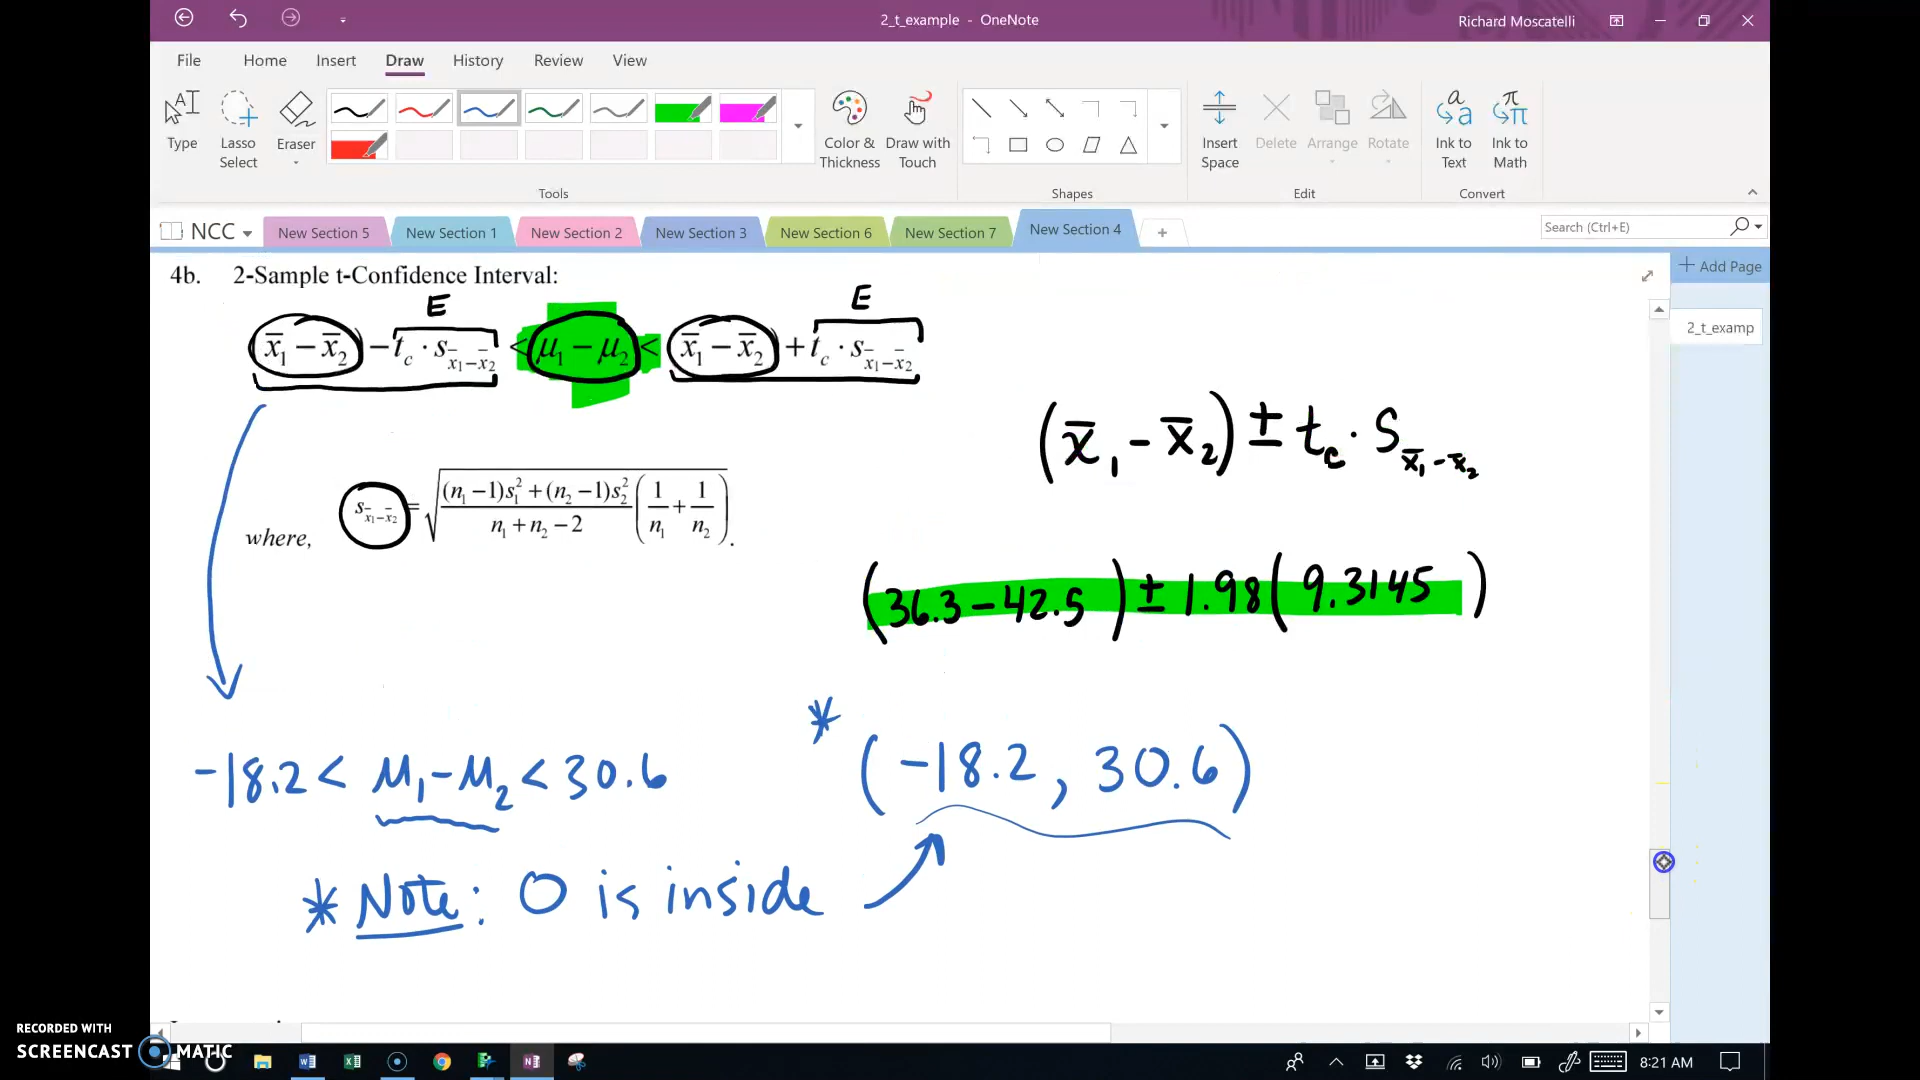 2_t_example - OneNote
Richard Moscatelli
File Home Insert Draw History Review View
Type
Lasso Select
Eraser
Color & Thickness
Draw with Touch
Insert Space
Delete
Arrange
Rotate
Ink to Text
Ink to Math
Tools
Shapes
Edit
Convert
NCC
New Section 5
New Section 1
New Section 2
New Section 3
New Section 6
New Section 7
New Section 4
+
Search (Ctrl+E)
+ Add Page
2_t_examp
4b. 2-Sample t-Confidence Interval:
E E
x̄₁ − x̄₂ − t_c · s_x̄₁−x̄₂ < μ₁ − μ₂ < x̄₁ − x̄₂ + t_c · s_x̄₁−x̄₂
(x̄₁ − x̄₂) ± t_c · S_x̄₁−x̄₂
where, s_x̄₁−x̄₂ = √((n₁ −1)s₁² + (n₂ −1)s₂² / n₁ + n₂ − 2 (1/n₁ + 1/n₂)).
(36.3 − 42.5) ± 1.98(9.3145)
-18.2 < μ₁ − μ₂ < 30.6
* (-18.2, 30.6)
* Note: 0 is inside
RECORDED WITH
SCREENCAST MATIC
8:21 AM